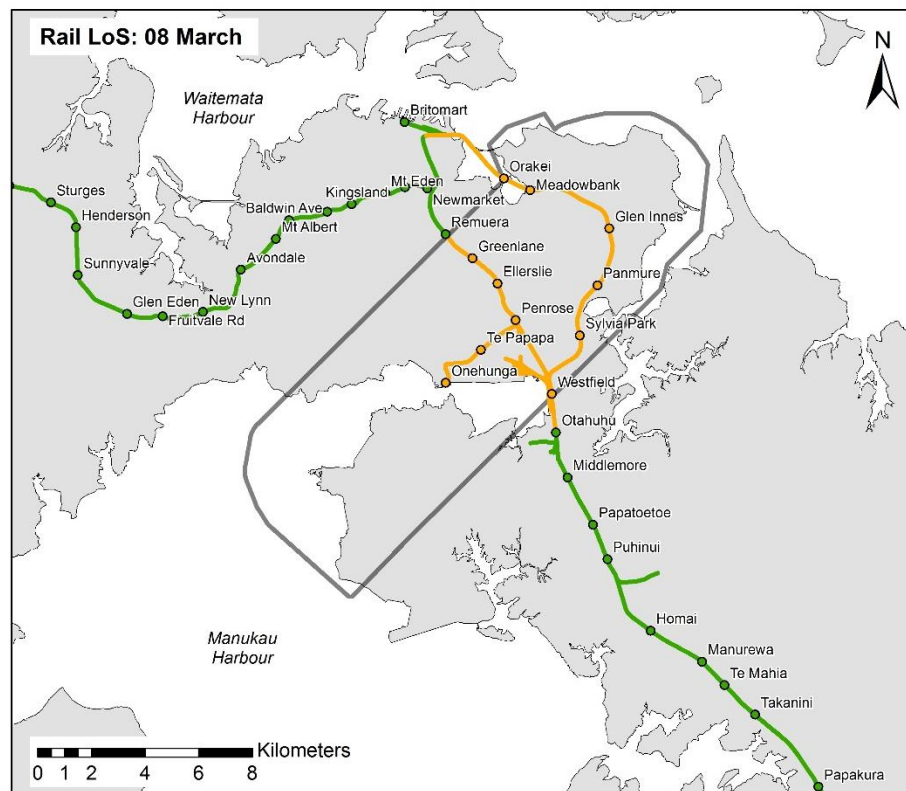 Rail LoS: 08 March
N
Waitemata
Harbour
Britomart
Orakei
Meadowbank
Mt Eden
Kingsland
Newmarket
Sturges
Baldwin Ave
Glen Innes
Henderson
Mt Albert
Remuera
Greenlane
Avondale
Sunnyvale
Ellerslie
Panmure
Glen Eden
New Lynn
Fruitvale Rd
Penrose
Sylvia Park
Te Papapa
Onehunga
Westfield
Otahuhu
Middlemore
Papatoetoe
Puhinui
Homai
Manukau
Harbour
Manurewa
Te Mahia
Takanini
Kilometers
0 1 2 4 6 8
Papakura